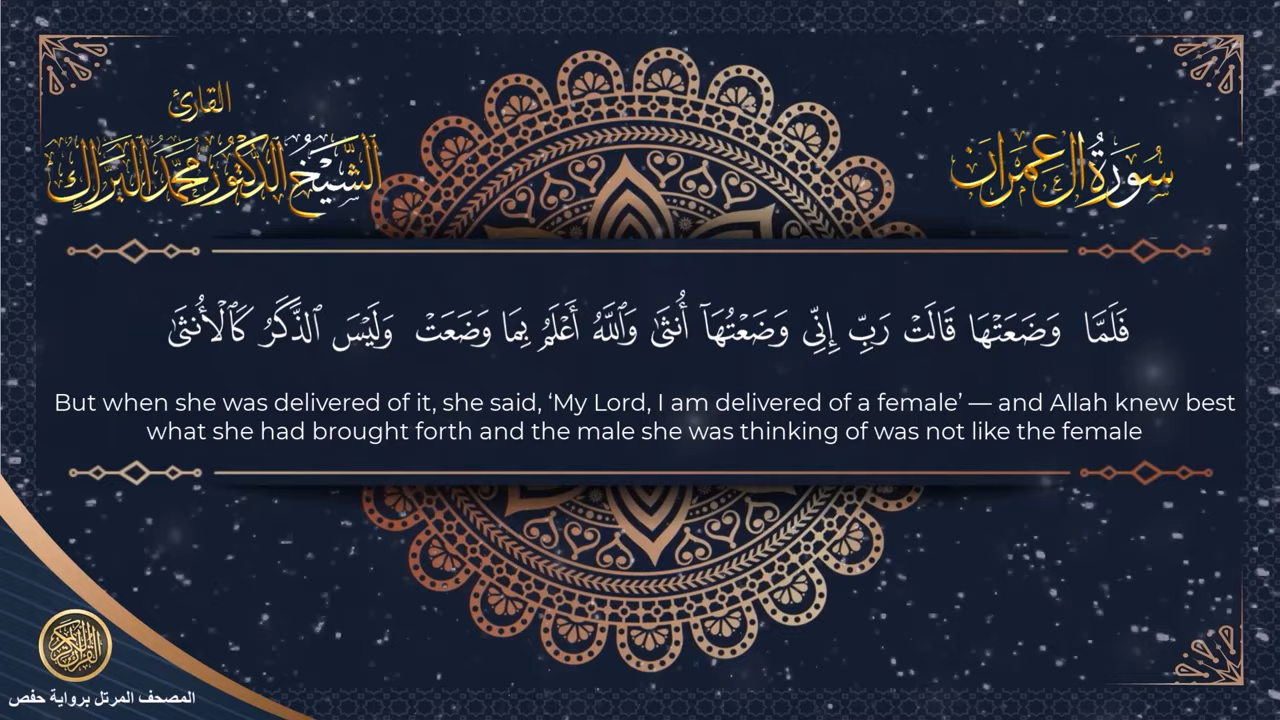 القارئ
الشيخ الدكتور محمد البراك
سورة آل عمران
فَلَمَّا وَضَعَتْهَا قَالَتْ رَبِّ إِنِّي وَضَعْتُهَآ أُنثَىٰ وَٱللَّهُ أَعْلَمُ بِمَا وَضَعَتْ وَلَيْسَ ٱلذَّكَرُ كَٱلْأُنثَىٰ
But when she was delivered of it, she said, ‘My Lord, I am delivered of a female’ — and Allah knew best
what she had brought forth and the male she was thinking of was not like the female
القرآن الكريم
المصحف المرتل برواية حفص